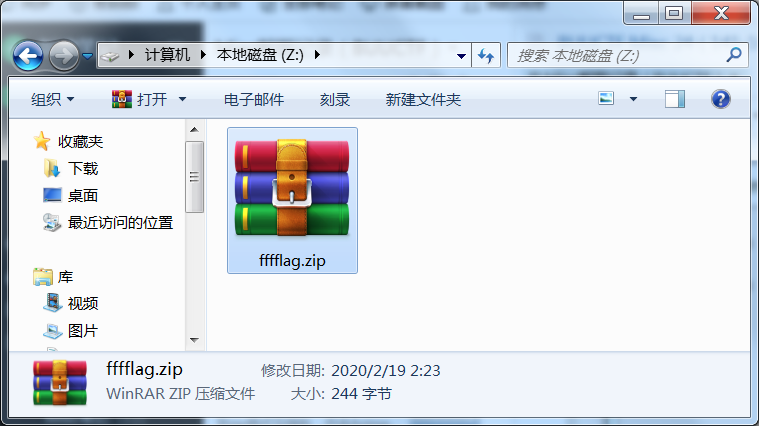 计算机 本地磁盘 (Z:)
搜索 本地磁盘 (Z:)
组织 打开 电子邮件 刻录 新建文件夹
收藏夹
下载
桌面
最近访问的位置
库
视频
图片
fffflag.zip
fffflag.zip 修改日期: 2020/2/19 2:23
WinRAR ZIP 压缩文件 大小: 244 字节